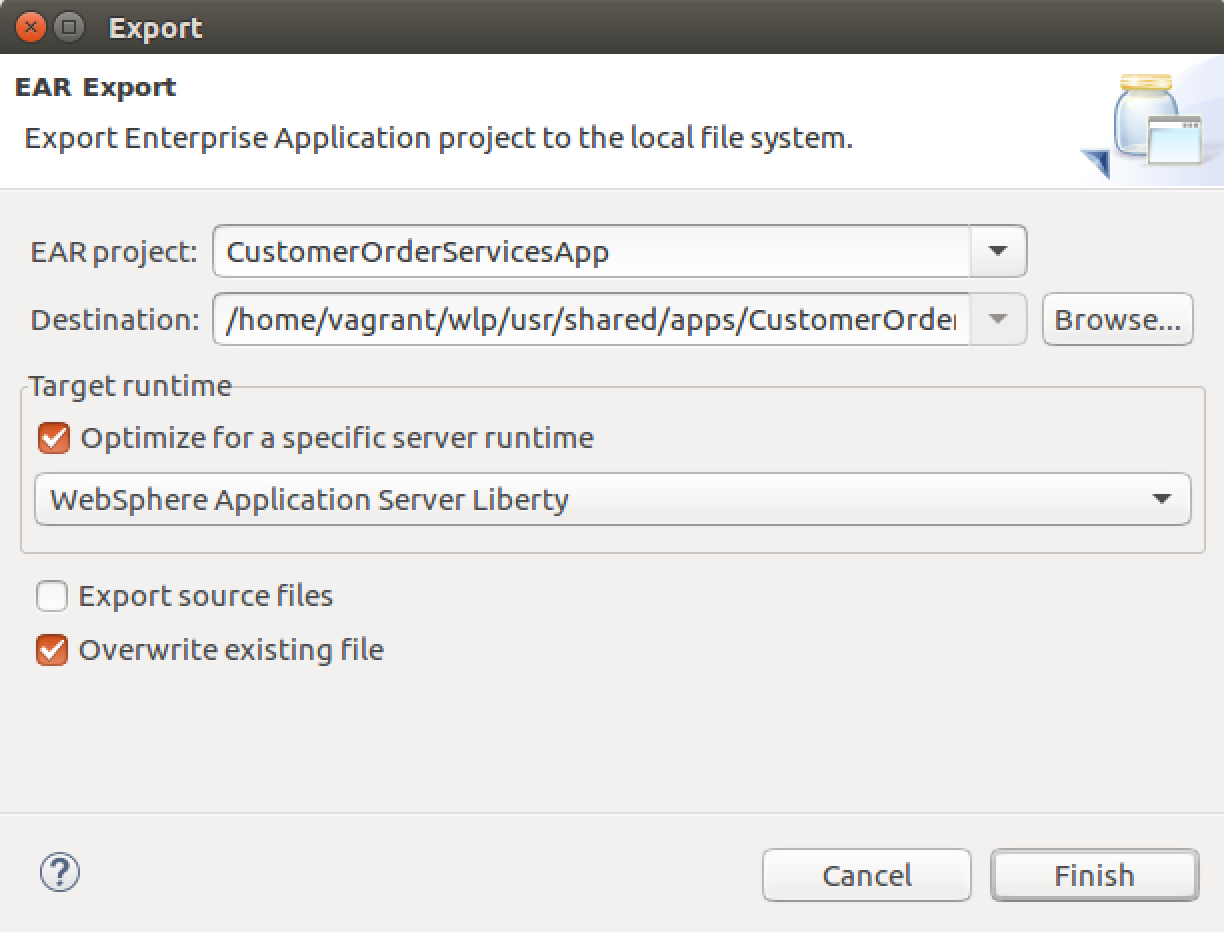 Export
EAR Export
Export Enterprise Application project to the local file system.
EAR project: CustomerOrderServicesApp
Destination: /home/vagrant/wlp/usr/shared/apps/CustomerOrder Browse...
Target runtime
Optimize for a specific server runtime
WebSphere Application Server Liberty
Export source files
Overwrite existing file
? Cancel Finish